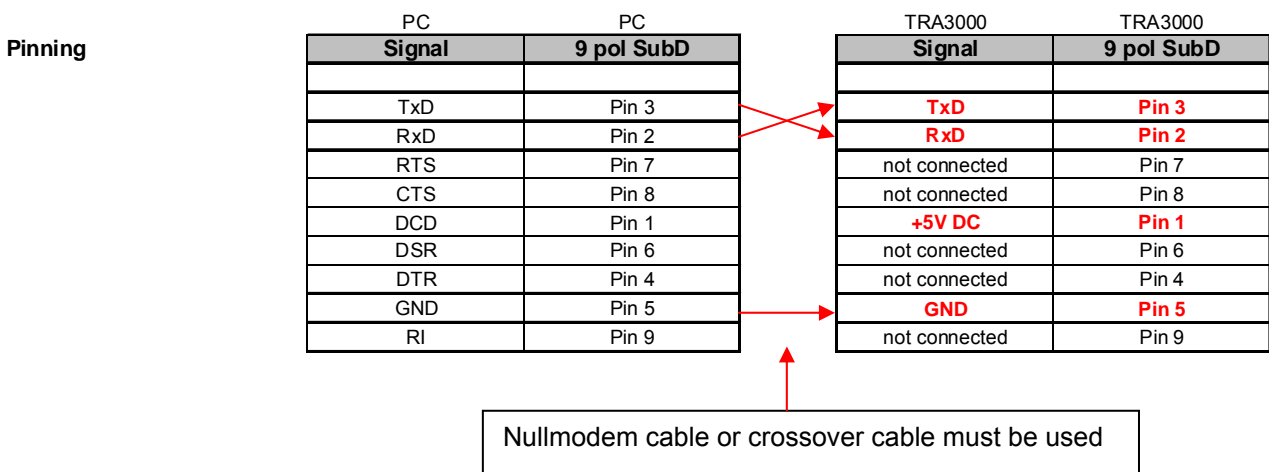 PC PC TRA3000 TRA3000
Pinning Signal 9 pol SubD Signal 9 pol SubD
TxD Pin 3 TxD Pin 3
RxD Pin 2 RxD Pin 2
RTS Pin 7 not connected Pin 7
CTS Pin 8 not connected Pin 8
DCD Pin 1 +5V DC Pin 1
DSR Pin 6 not connected Pin 6
DTR Pin 4 not connected Pin 4
GND Pin 5 GND Pin 5
RI Pin 9 not connected Pin 9
Nullmodem cable or crossover cable must be used